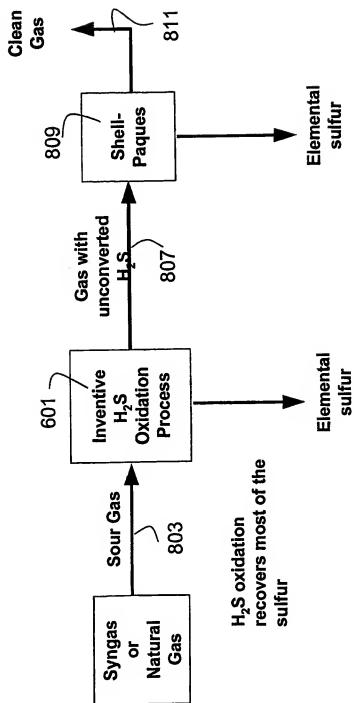 Syngas
or
Natural
Gas
Sour Gas
803
601
Inventive
H₂S
Oxidation
Process
Elemental
sulfur
H₂S oxidation
recovers most of the
sulfur
Gas with
unconverted
H₂S
807
809
Shell-
Paques
Elemental
sulfur
Clean
Gas
811